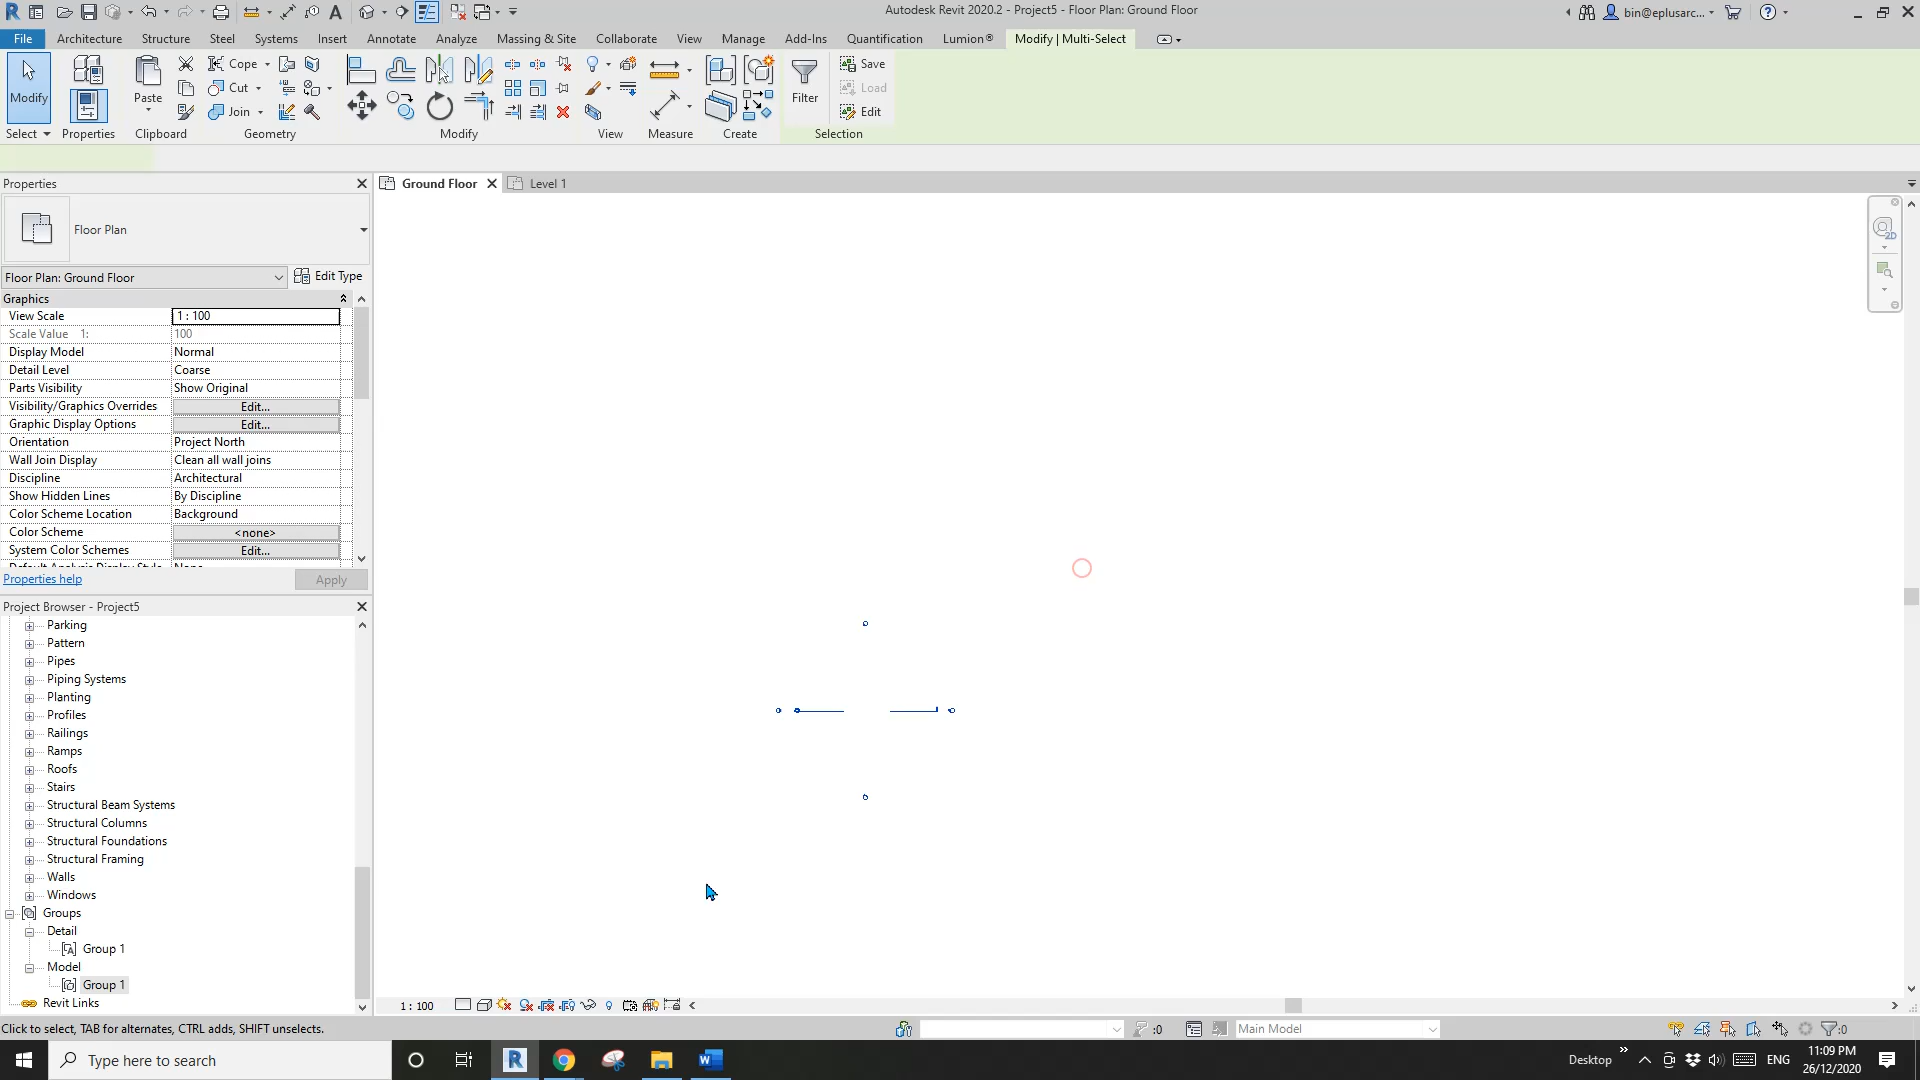 Autodesk Revit 2020.2 - Project5 - Floor Plan: Ground Floor
bin@eplusarc...
File Architecture Structure Steel Systems Insert Annotate Analyze Massing & Site Collaborate View Manage Add-Ins Quantification Lumion® Modify | Multi-Select
Cope
Save
Cut
Load
Modify
Paste
Filter
Join
Edit
Select Properties Clipboard Geometry Modify View Measure Create Selection
Properties
Ground Floor
Level 1
Floor Plan
2D
Floor Plan: Ground Floor
Edit Type
Graphics
View Scale 1 : 100
Scale Value 1: 100
Display Model Normal
Detail Level Coarse
Parts Visibility Show Original
Visibility/Graphics Overrides Edit...
Graphic Display Options Edit...
Orientation Project North
Wall Join Display Clean all wall joins
Discipline Architectural
Show Hidden Lines By Discipline
Color Scheme Location Background
Color Scheme <none>
System Color Schemes Edit...
Default Analysis Display Style None
Properties help
Apply
Project Browser - Project5
Parking
Pattern
Pipes
Piping Systems
Planting
Profiles
Railings
Ramps
Roofs
Stairs
Structural Beam Systems
Structural Columns
Structural Foundations
Structural Framing
Walls
Windows
Groups
Detail
Group 1
Model
Group 1
Revit Links
1 : 100
Click to select, TAB for alternates, CTRL adds, SHIFT unselects.
:0
Main Model
:0
Type here to search
Desktop
ENG
11:09 PM
26/12/2020